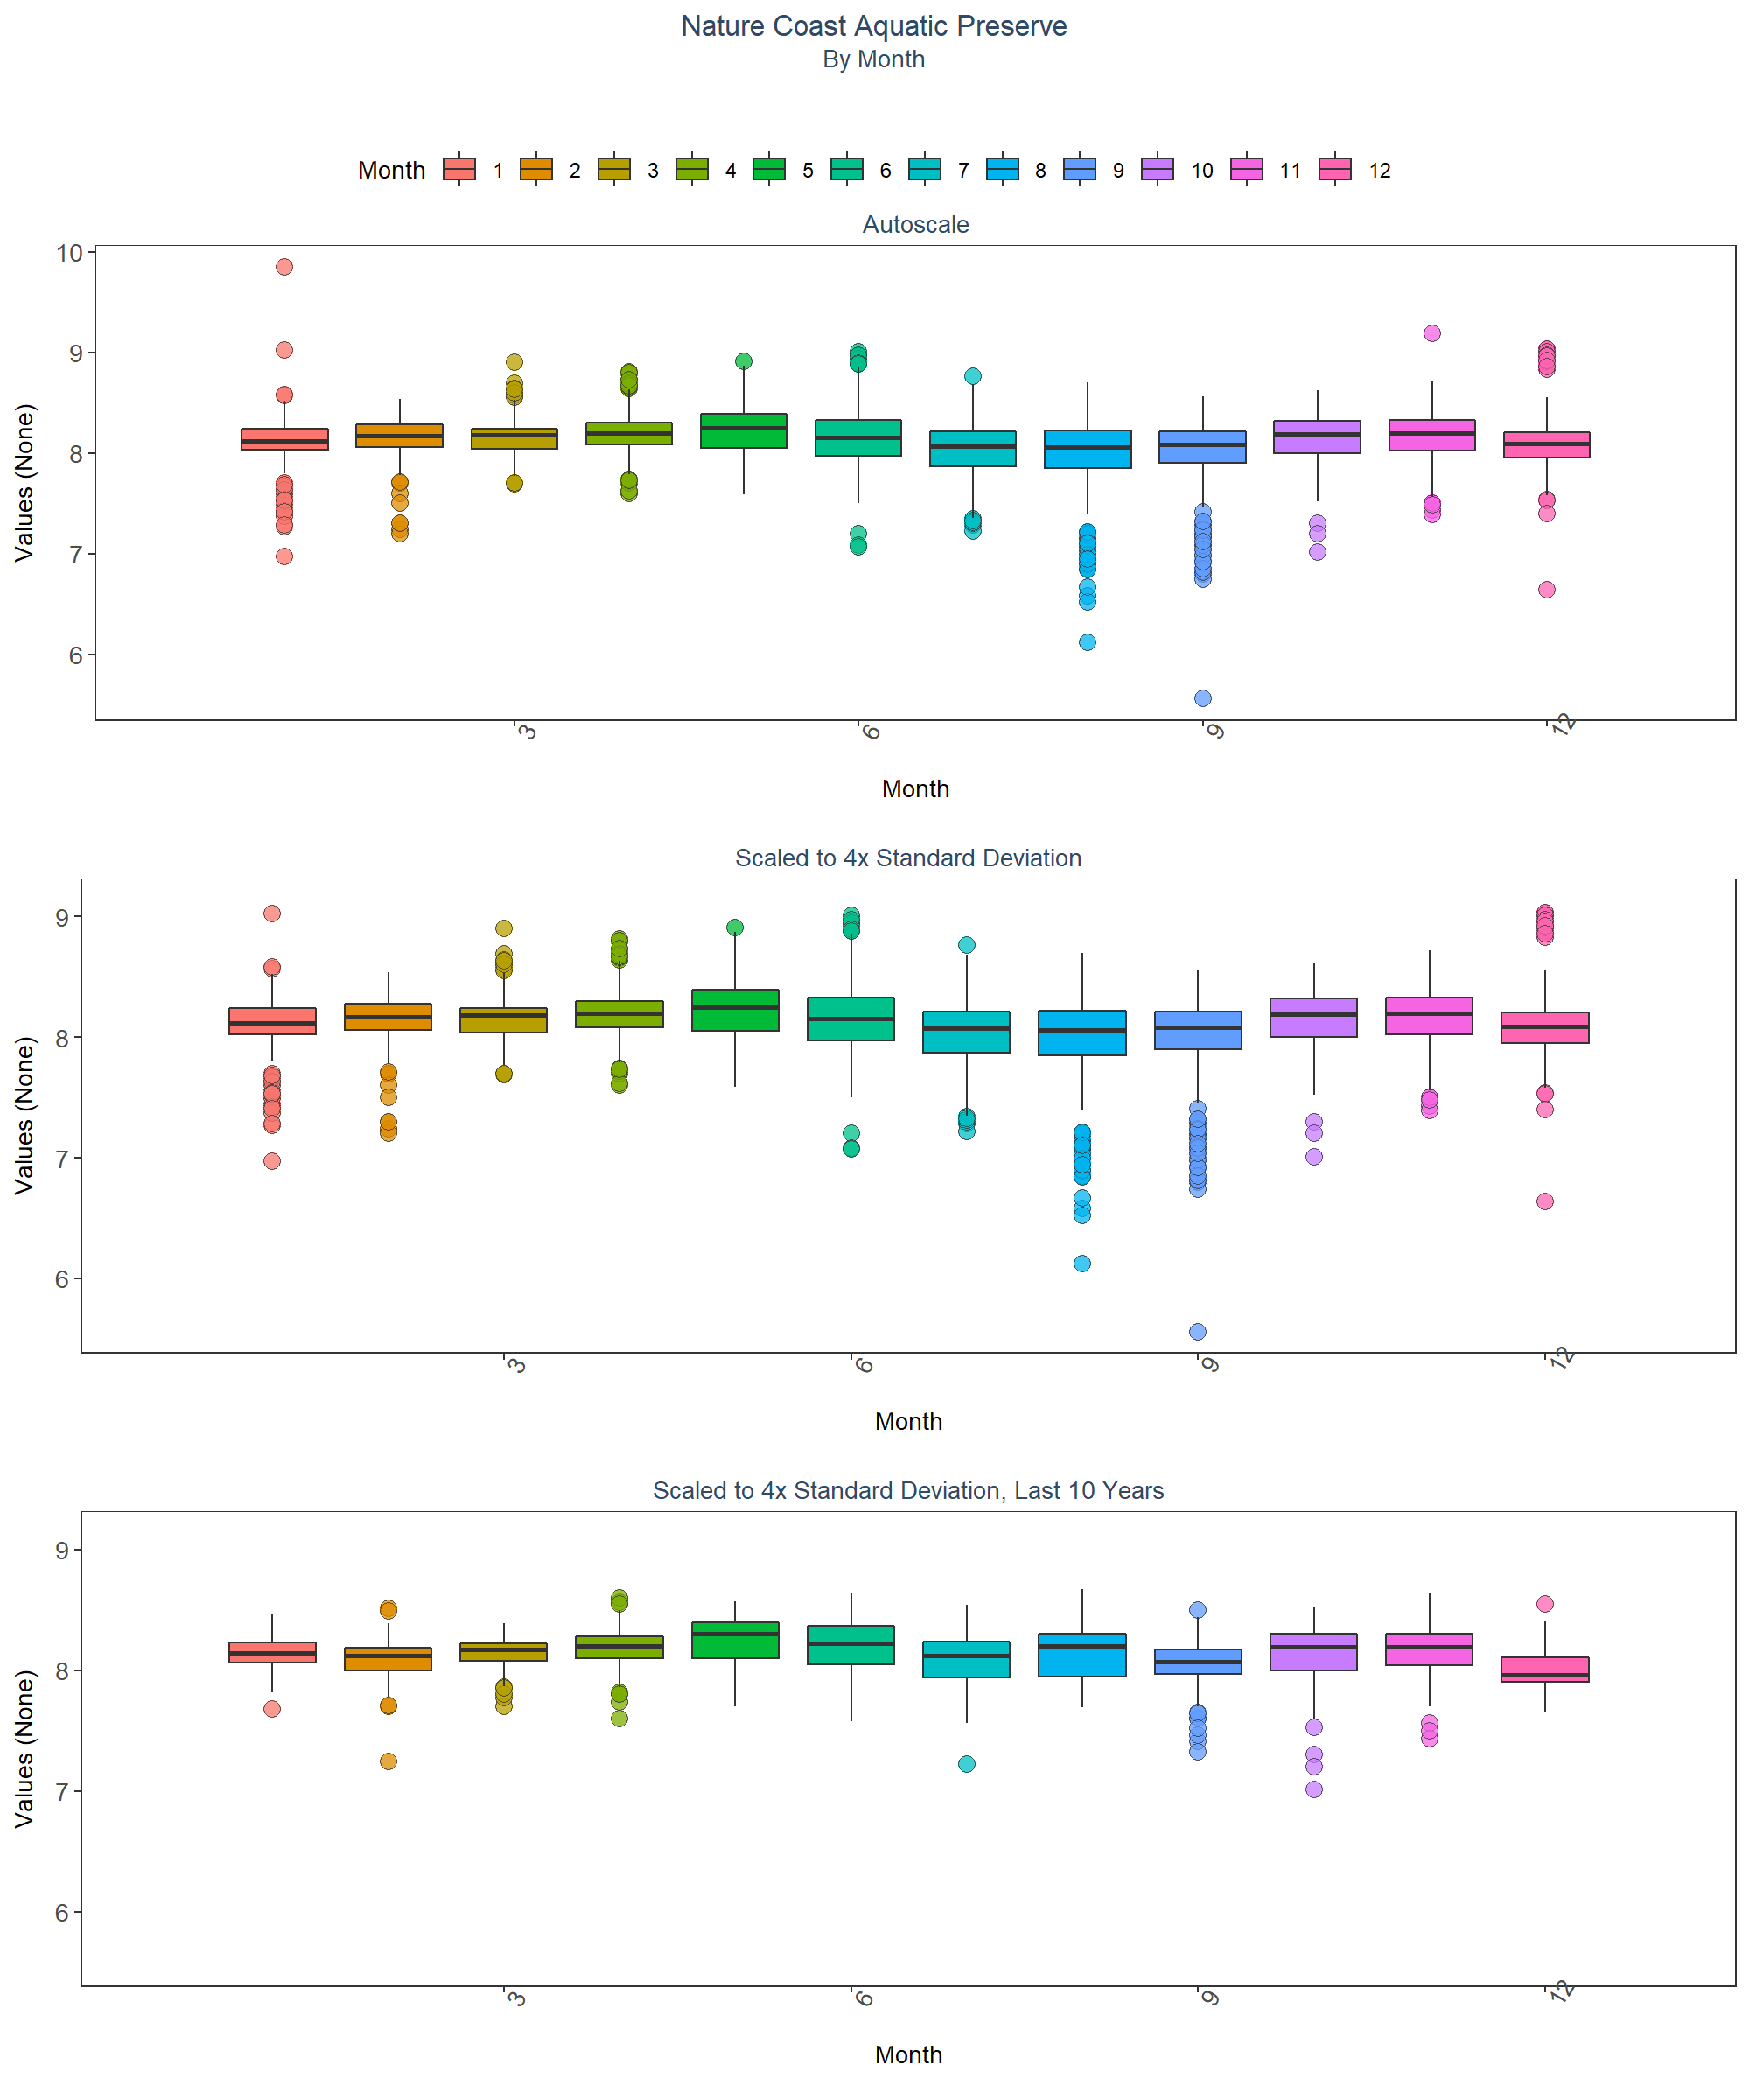 Nature Coast Aquatic Preserve
By Month
Month 1 2 3 4 5 6 7 8 9 10 11 12
Autoscale
10
9
8
7
6
Values (None)
3 6 9 12
Month
Scaled to 4x Standard Deviation
9
8
7
6
Values (None)
3 6 9 12
Month
Scaled to 4x Standard Deviation, Last 10 Years
9
8
7
6
Values (None)
3 6 9 12
Month